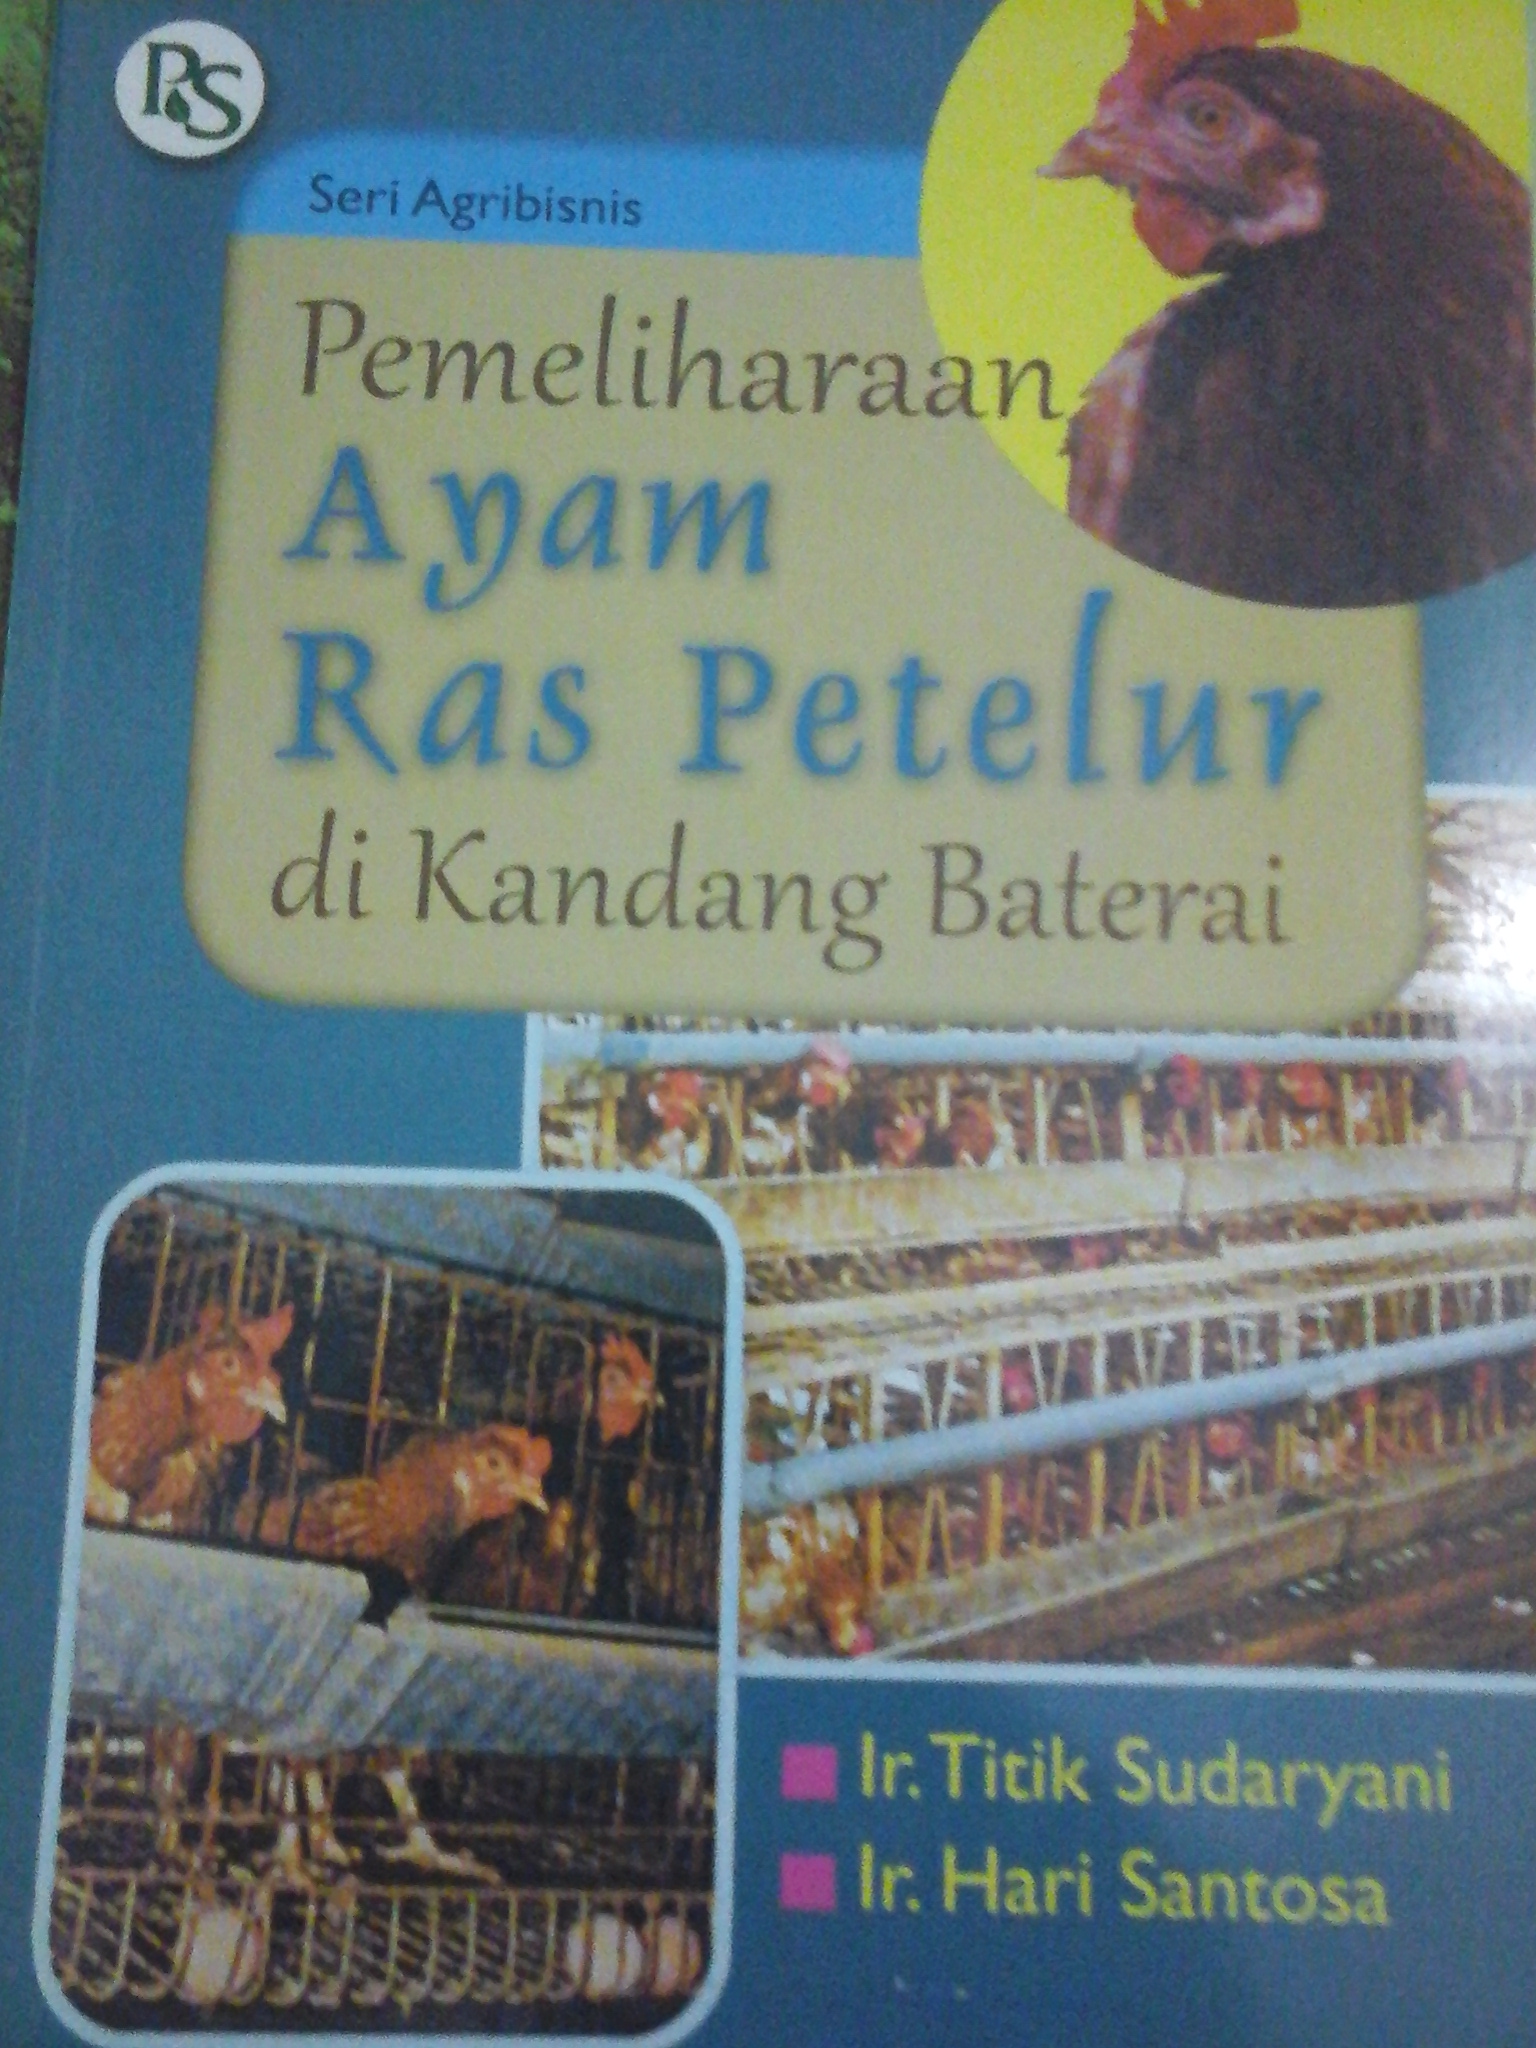 PS
Seri Agribisnis
Pemeliharaan
Ayam
Ras Petelur
di Kandang Baterai
Ir. Titik Sudaryani
Ir. Hari Santosa